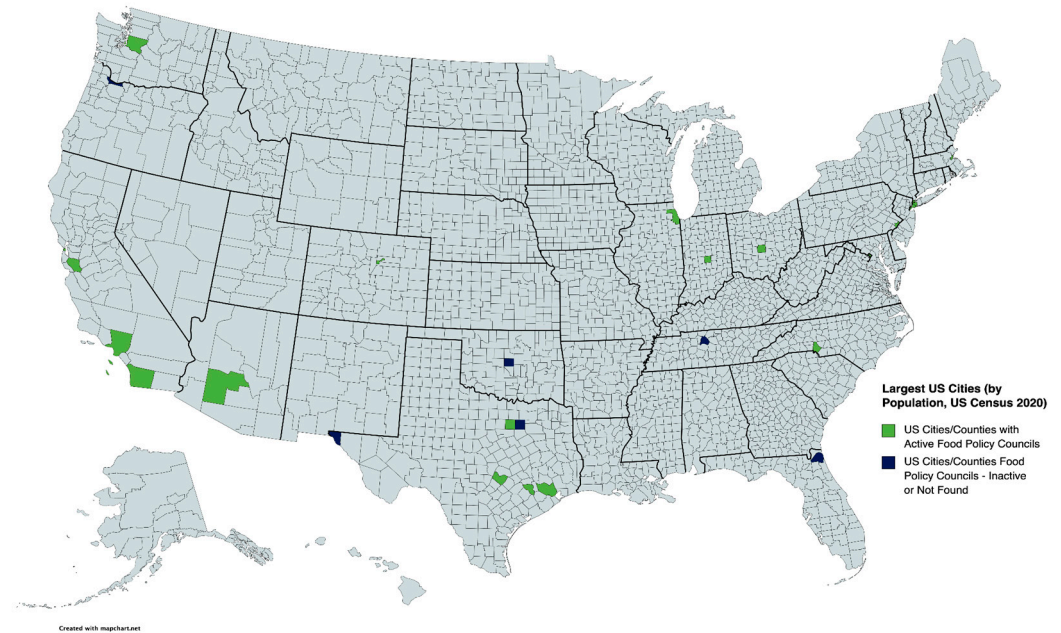 Largest US Cities (by
Population, US Census 2020)
US Cities/Counties with
Active Food Policy Councils
US Cities/Counties Food
Policy Councils - Inactive
or Not Found
Created with mapchart.net